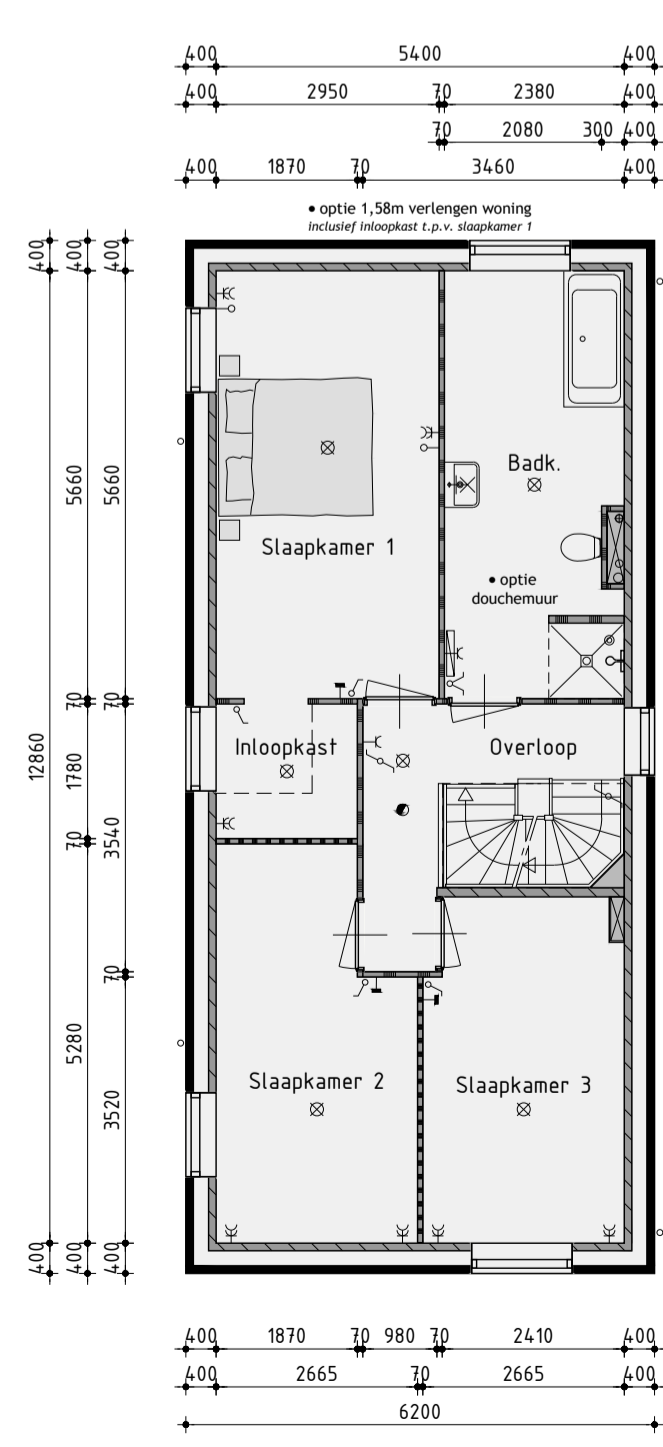 400 5400 400
400 2950 70 2380 400
70 2080 300 400
400 1870 70 3460 400
• optie 1,58m verlengen woning
inclusief inloopkast t.p.v. slaapkamer 1
400 400 400
5660 5660
Badk.
Slaapkamer 1
• optie
douchemuur
70 70
Inloopkast Overloop
12860 1780
70 3540
70
5280
Slaapkamer 2 Slaapkamer 3
3520
400 400 400
400 1870 70 980 70 2410 400
400 2665 70 2665 400
6200